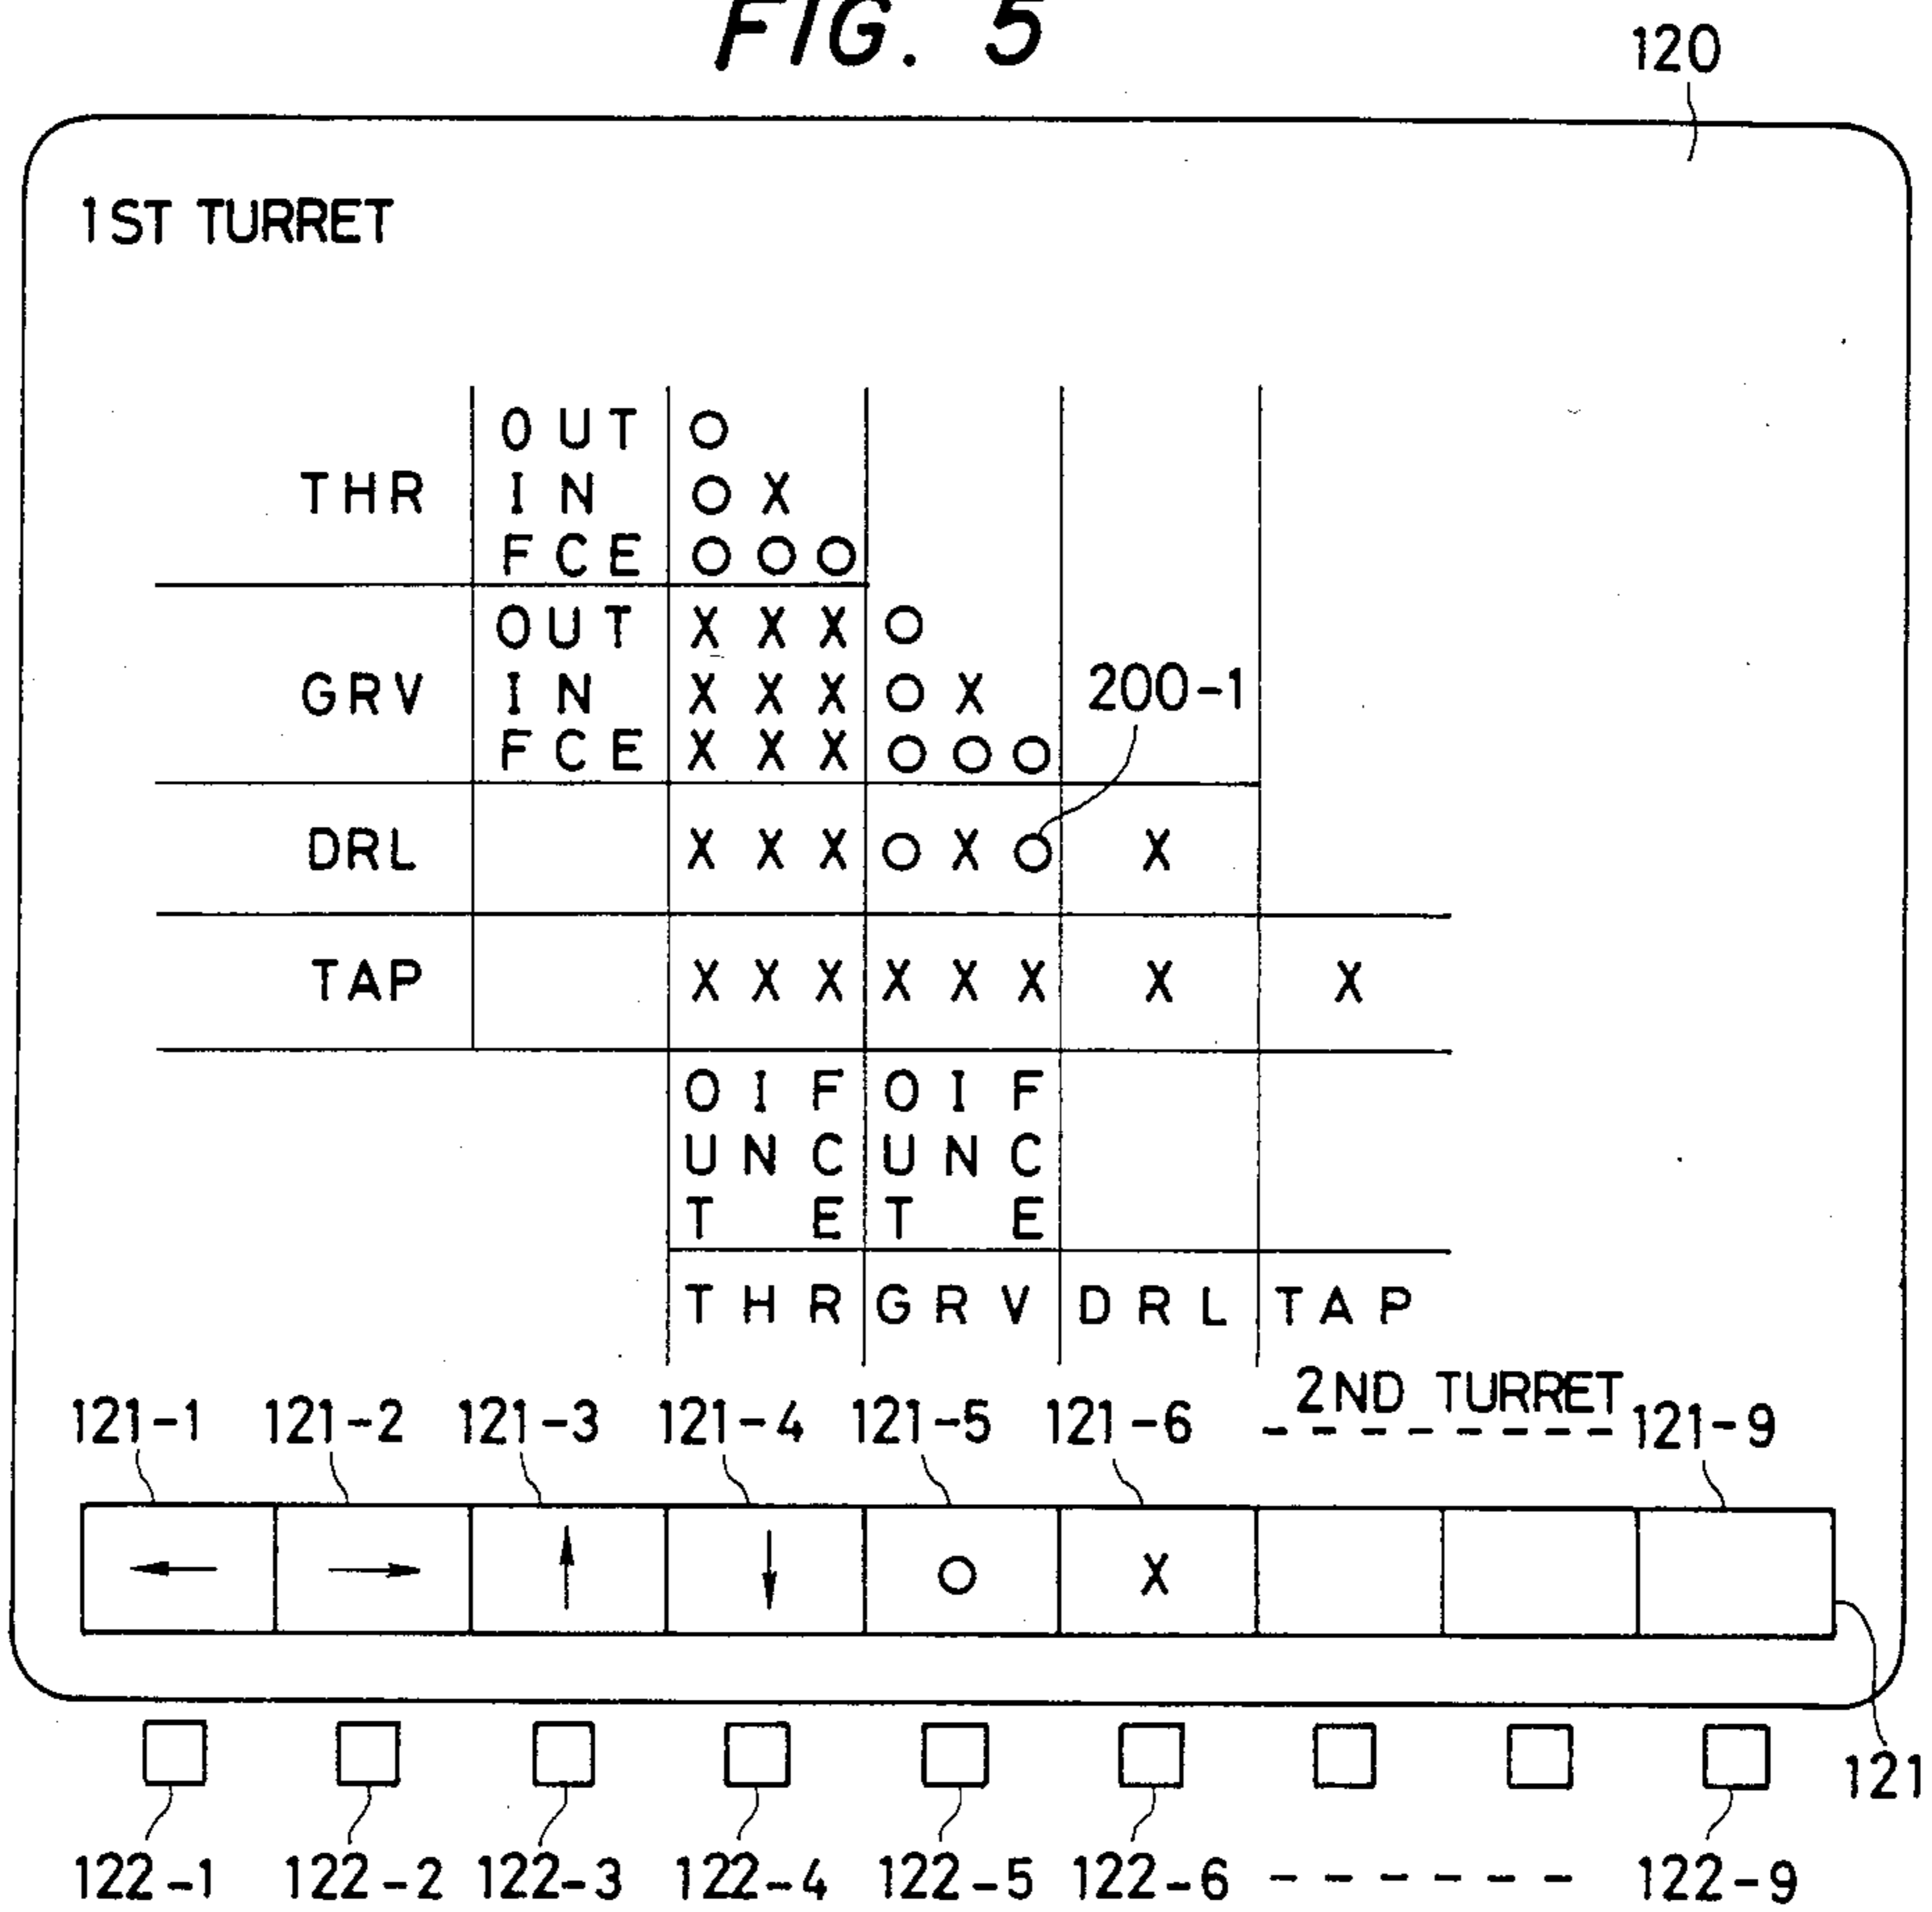 FIG. 5
120
1ST TURRET
OUT O
THR IN O X
FCE O O O
OUT X X X O
GRV IN X X X O X 200-1
FCE X X X O O O
DRL X X X O X O X
TAP X X X X X X X X
O I F O I F
U N C U N C
T E T E
THR GRV DRL TAP
2ND TURRET
121-1 121-2 121-3 121-4 121-5 121-6 -------- 121-9
← → ↑ ↓ O X
121
122-1 122-2 122-3 122-4 122-5 122-6 ------ 122-9